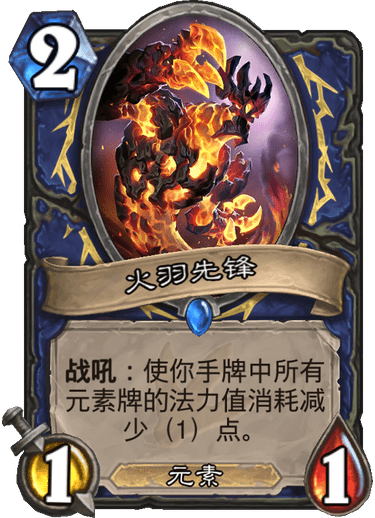 2
火羽先锋
战吼：使你手牌中所有
元素牌的法力值消耗减
少（1）点。
1
元素
1